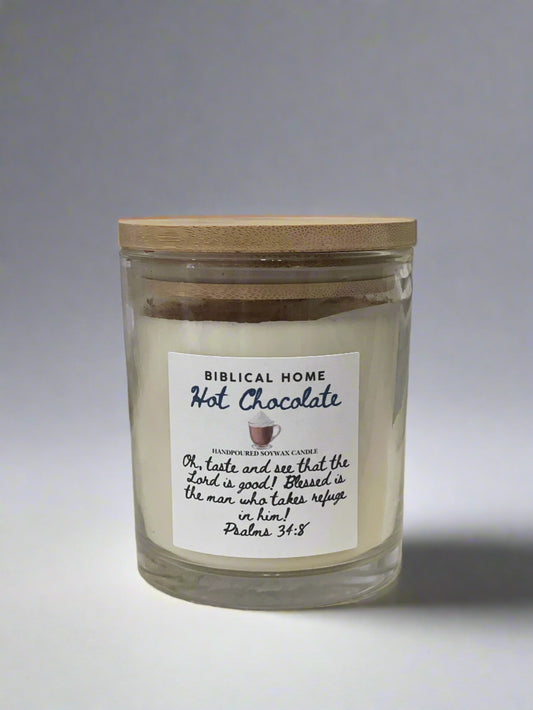 BIBLICAL HOME
Hot Chocolate
HANDPOURED SOYWAX CANDLE
Oh, taste and see that the
Lord is good! Blessed is
the man who takes refuge
in him!
Psalms 34:8